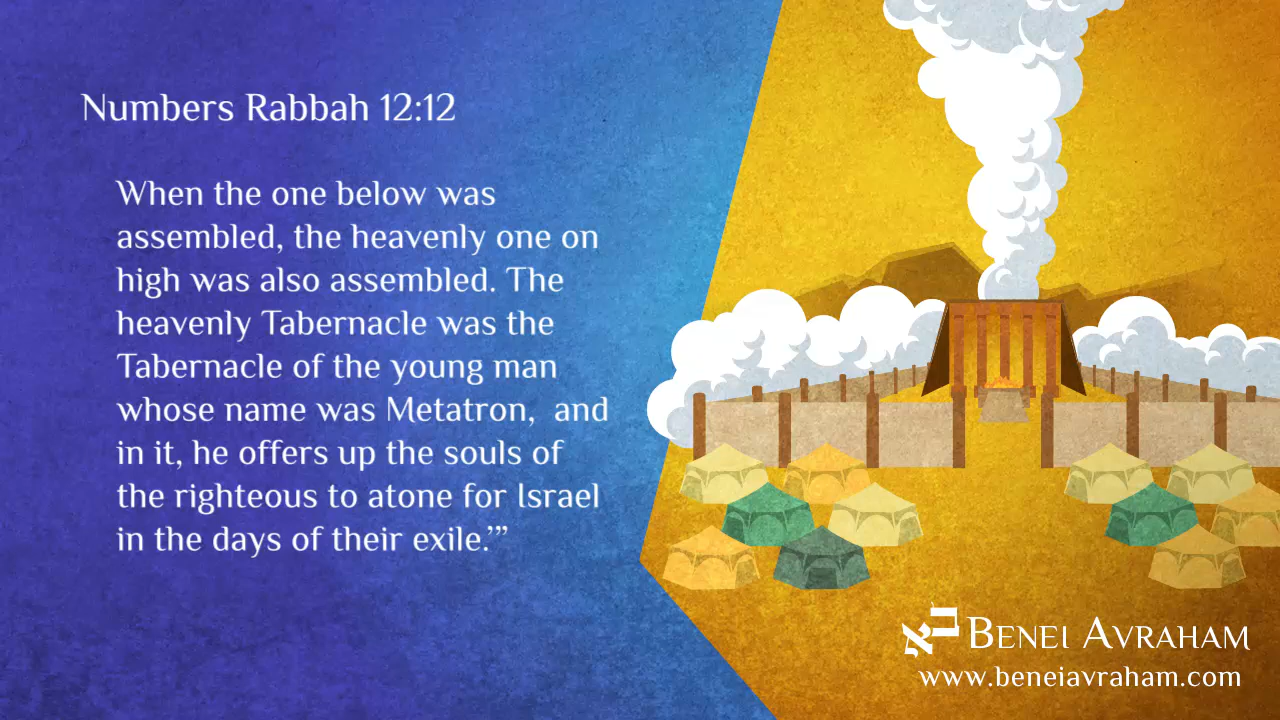 Numbers Rabbah 12:12
When the one below was
assembled, the heavenly one on
high was also assembled. The
heavenly Tabernacle was the
Tabernacle of the young man
whose name was Metatron,  and
in it, he offers up the souls of
the righteous to atone for Israel
in the days of their exile.’”
בא BENEI AVRAHAM
www.beneiavraham.com